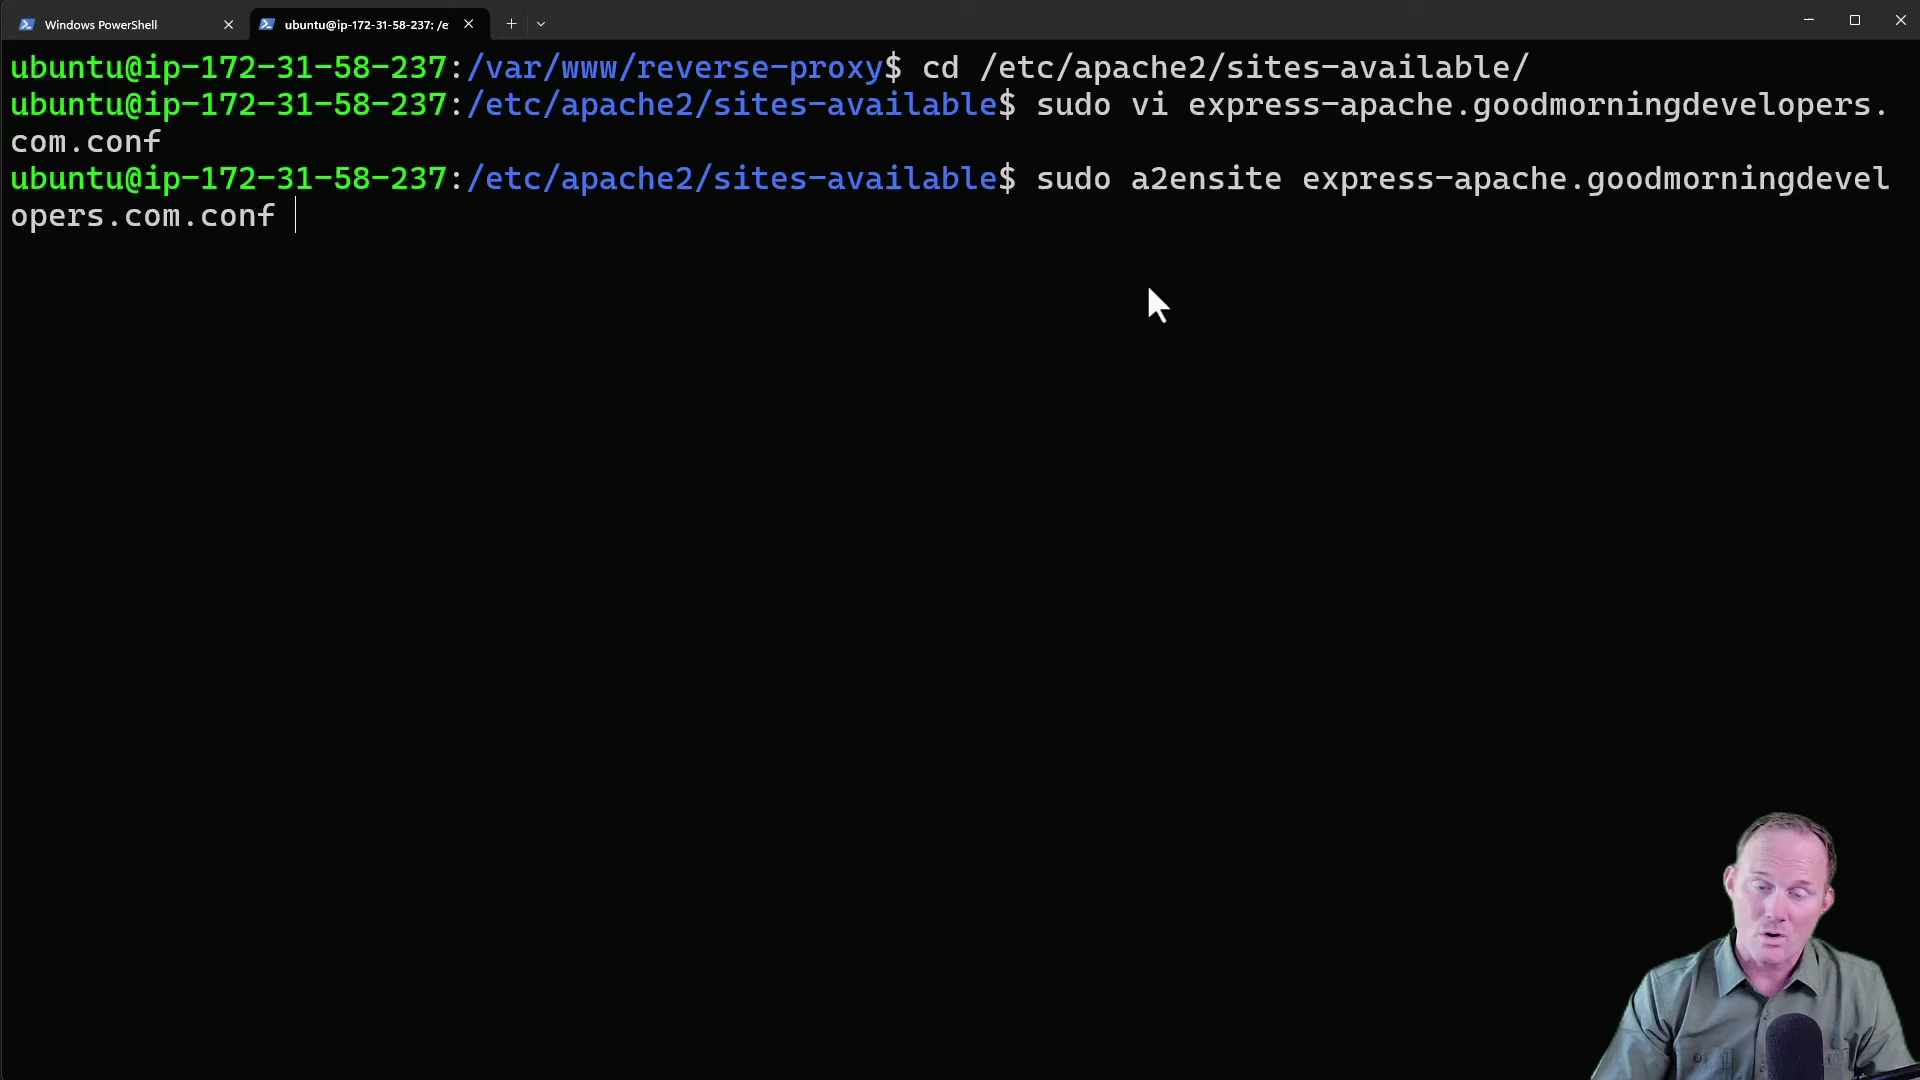 Windows PowerShell
ubuntu@ip-172-31-58-237: /e
ubuntu@ip-172-31-58-237:/var/www/reverse-proxy$ cd /etc/apache2/sites-available/
ubuntu@ip-172-31-58-237:/etc/apache2/sites-available$ sudo vi express-apache.goodmorningdevelopers.
com.conf
ubuntu@ip-172-31-58-237:/etc/apache2/sites-available$ sudo a2ensite express-apache.goodmorningdevel
opers.com.conf